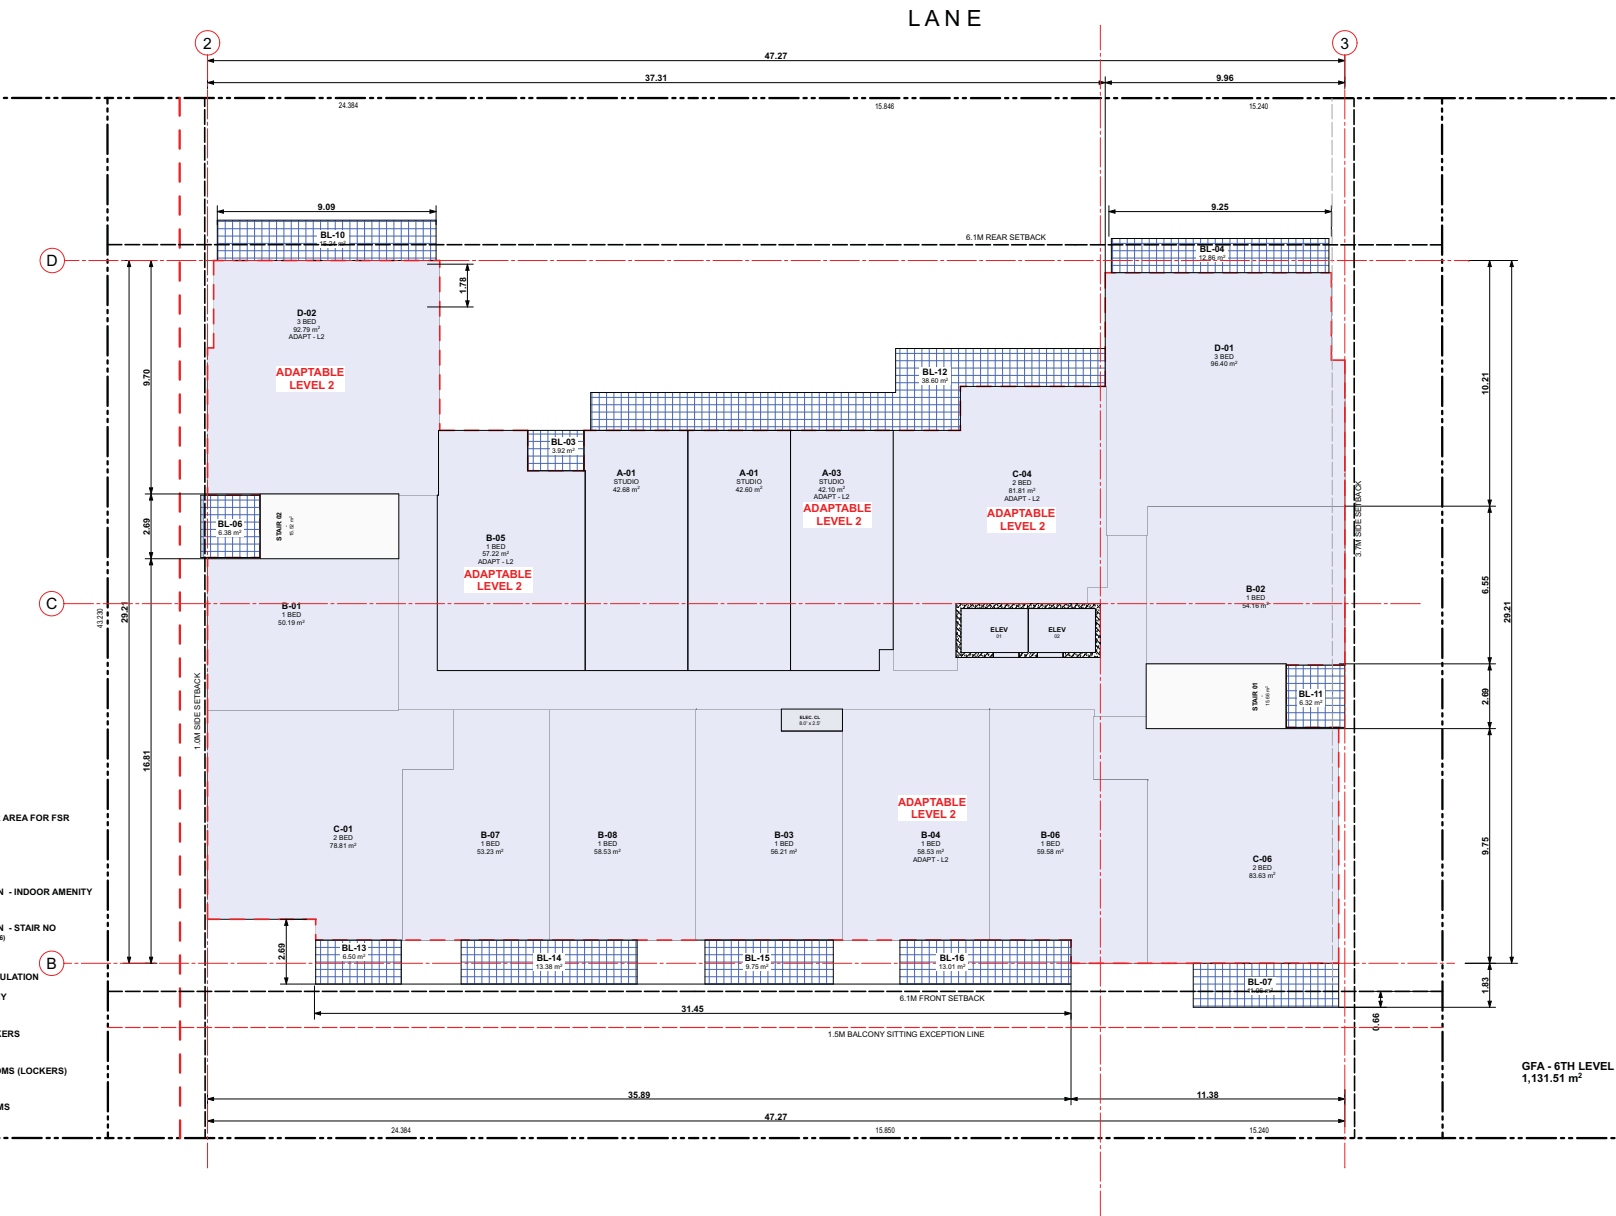 LANE
2
3
47.27
37.31
9.96
24.384
15.846
15.240
9.09
9.25
BL-10
15.24 m²
6.1M REAR SETBACK
BL-04
12.86 m²
D
1.78
D-02
3 BED
92.79 m²
ADAPT - L2
ADAPTABLE
LEVEL 2
D-01
3 BED
96.40 m²
BL-12
38.60 m²
9.70
10.21
BL-03
3.92 m²
A-01
STUDIO
42.68 m²
A-01
STUDIO
42.60 m²
A-03
STUDIO
42.10 m²
ADAPT - L2
ADAPTABLE
LEVEL 2
C-04
2 BED
81.81 m²
ADAPT - L2
ADAPTABLE
LEVEL 2
3.7M SIDE SETBACK
2.69
BL-06
6.38 m²
STAIR 02
B-05
1 BED
57.22 m²
ADAPT - L2
ADAPTABLE
LEVEL 2
C
43.230
29.21
B-01
1 BED
50.19 m²
B-02
1 BED
54.16 m²
6.55
29.21
ELEV
01
ELEV
02
1.0M SIDE SETBACK
STAIR 01
BL-11
6.32 m²
2.69
16.81
ELEC. CL
8.0' x 2.5'
AREA FOR FSR
N - INDOOR AMENITY
N - STAIR NO
ULATION
Y
KERS
OMS (LOCKERS)
MS
C-01
2 BED
78.81 m²
B-07
1 BED
53.23 m²
B-08
1 BED
58.53 m²
B-03
1 BED
56.21 m²
ADAPTABLE
LEVEL 2
B-04
1 BED
58.53 m²
ADAPT - L2
B-06
1 BED
59.58 m²
C-06
2 BED
83.63 m²
9.75
2.69
BL-13
6.50 m²
BL-14
13.38 m²
BL-15
9.75 m²
BL-16
13.01 m²
B
BL-07
1.83
0.66
6.1M FRONT SETBACK
31.45
1.5M BALCONY SITTING EXCEPTION LINE
GFA - 6TH LEVEL
1,131.51 m²
35.89
11.38
47.27
24.384
15.850
15.240